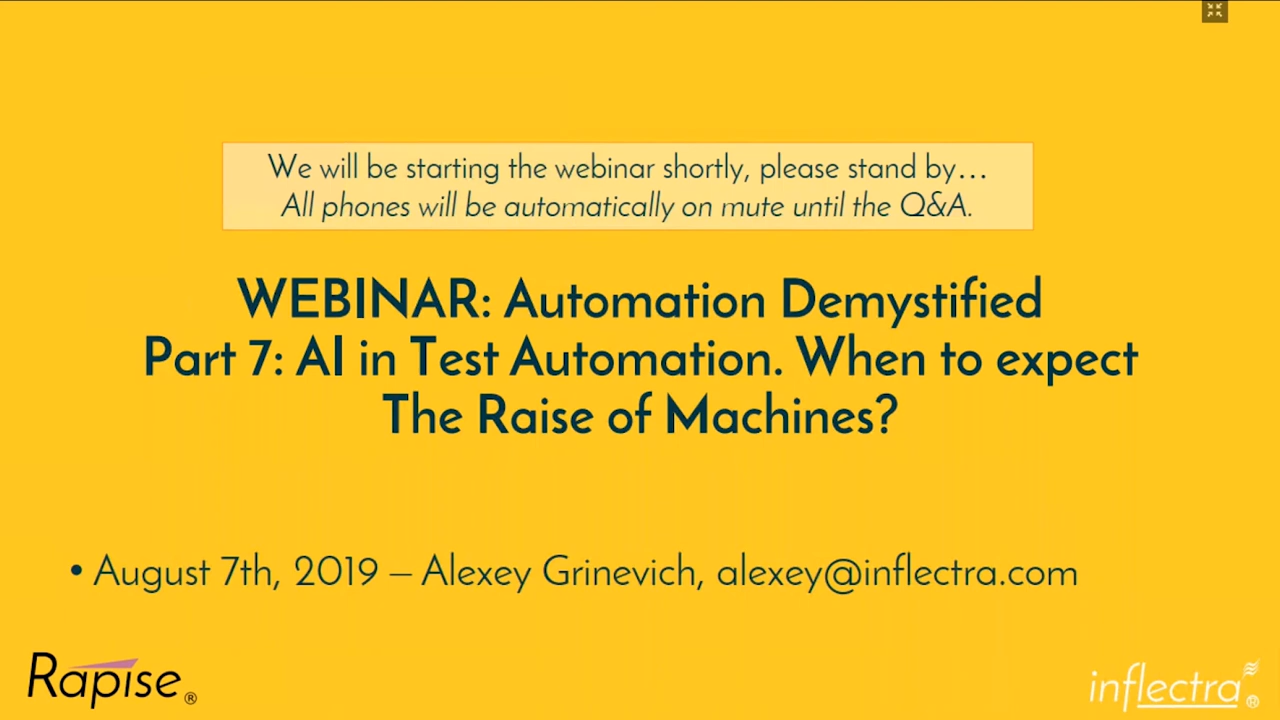 We will be starting the webinar shortly, please stand by...
All phones will be automatically on mute until the Q&A.
WEBINAR: Automation Demystified
Part 7: AI in Test Automation. When to expect
The Raise of Machines?
• August 7th, 2019 – Alexey Grinevich, alexey@inflectra.com
Rapise®
inflectra®